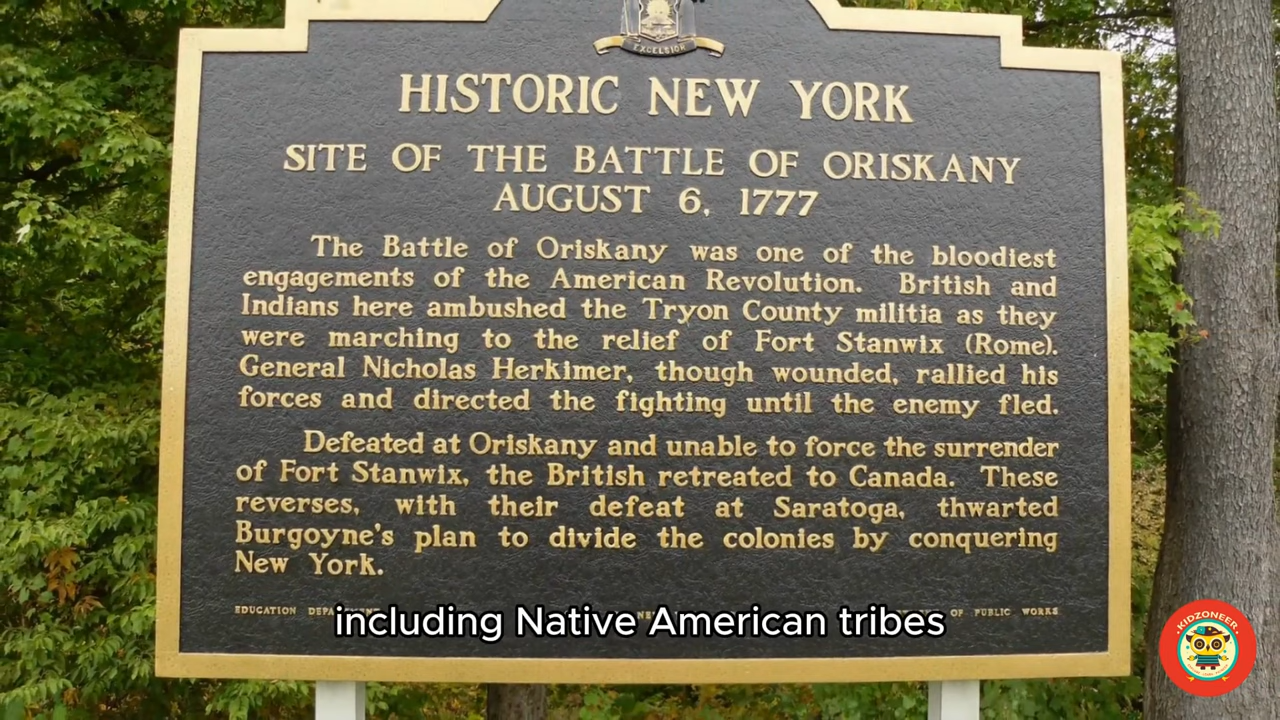 EXCELSIOR
HISTORIC NEW YORK
SITE OF THE BATTLE OF ORISKANY
AUGUST 6, 1777
The Battle of Oriskany was one of the bloodiest
engagements of the American Revolution. British and
Indians here ambushed the Tryon County militia as they
were marching to the relief of Fort Stanwix (Rome).
General Nicholas Herkimer, though wounded, rallied his
forces and directed the fighting until the enemy fled.
Defeated at Oriskany and unable to force the surrender
of Fort Stanwix, the British retreated to Canada. These
reverses, with their defeat at Saratoga, thwarted
Burgoyne's plan to divide the colonies by conquering
New York.
EDUCATION OF PUBLIC WORKS
including Native American tribes
KIDZONEER